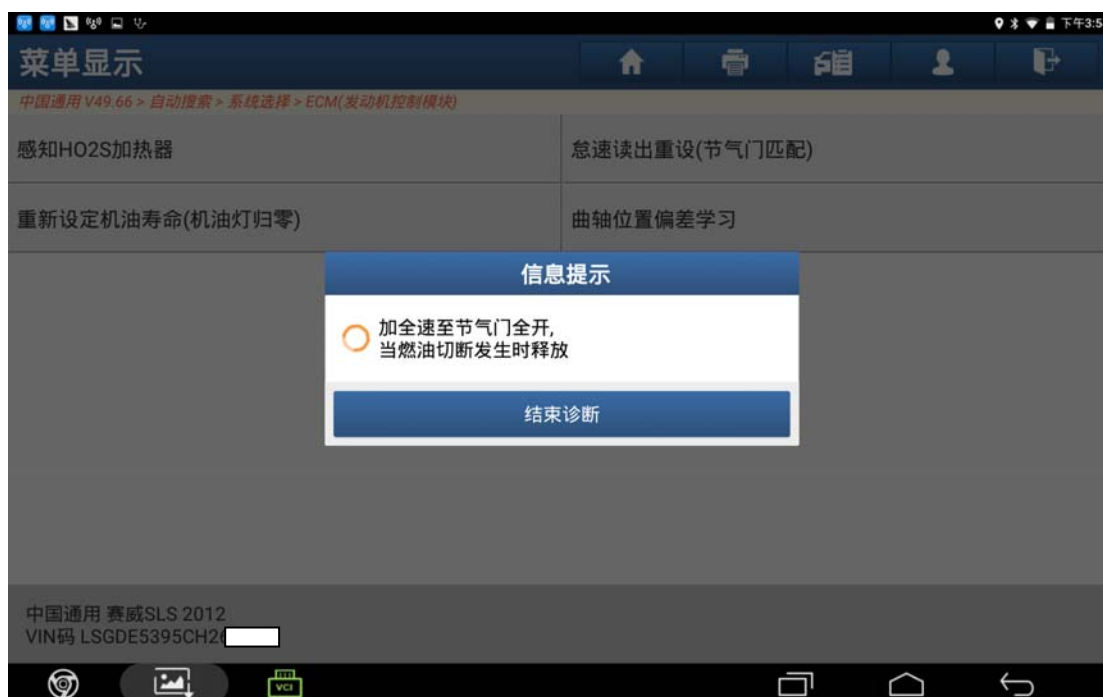 下午3:5
菜单显示
中国通用 V49.66 > 自动搜索 > 系统选择 > ECM(发动机控制模块)
感知HO2S加热器
怠速读出重设(节气门匹配)
重新设定机油寿命(机油灯归零)
曲轴位置偏差学习
信息提示
加全速至节气门全开,
当燃油切断发生时释放
结束诊断
中国通用 赛威SLS 2012
VIN码 LSGDE5395CH2
VCI